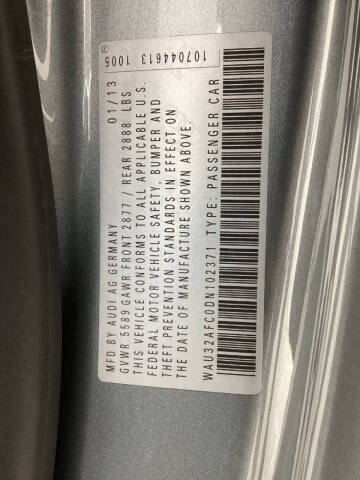 MFD BY AUDI AG GERMANY 01/13
GVWR 5589 GAWR FRONT 2877 / REAR 2888 LBS
THIS VEHICLE CONFORMS TO ALL APPLICABLE U.S.
FEDERAL MOTOR VEHICLE SAFETY, BUMPER AND
THEFT PREVENTION STANDARDS IN EFFECT ON
THE DATE OF MANUFACTURE SHOWN ABOVE.
WAU32AFC0DN102371 TYPE: PASSENGER CAR
107044613 1005 ®